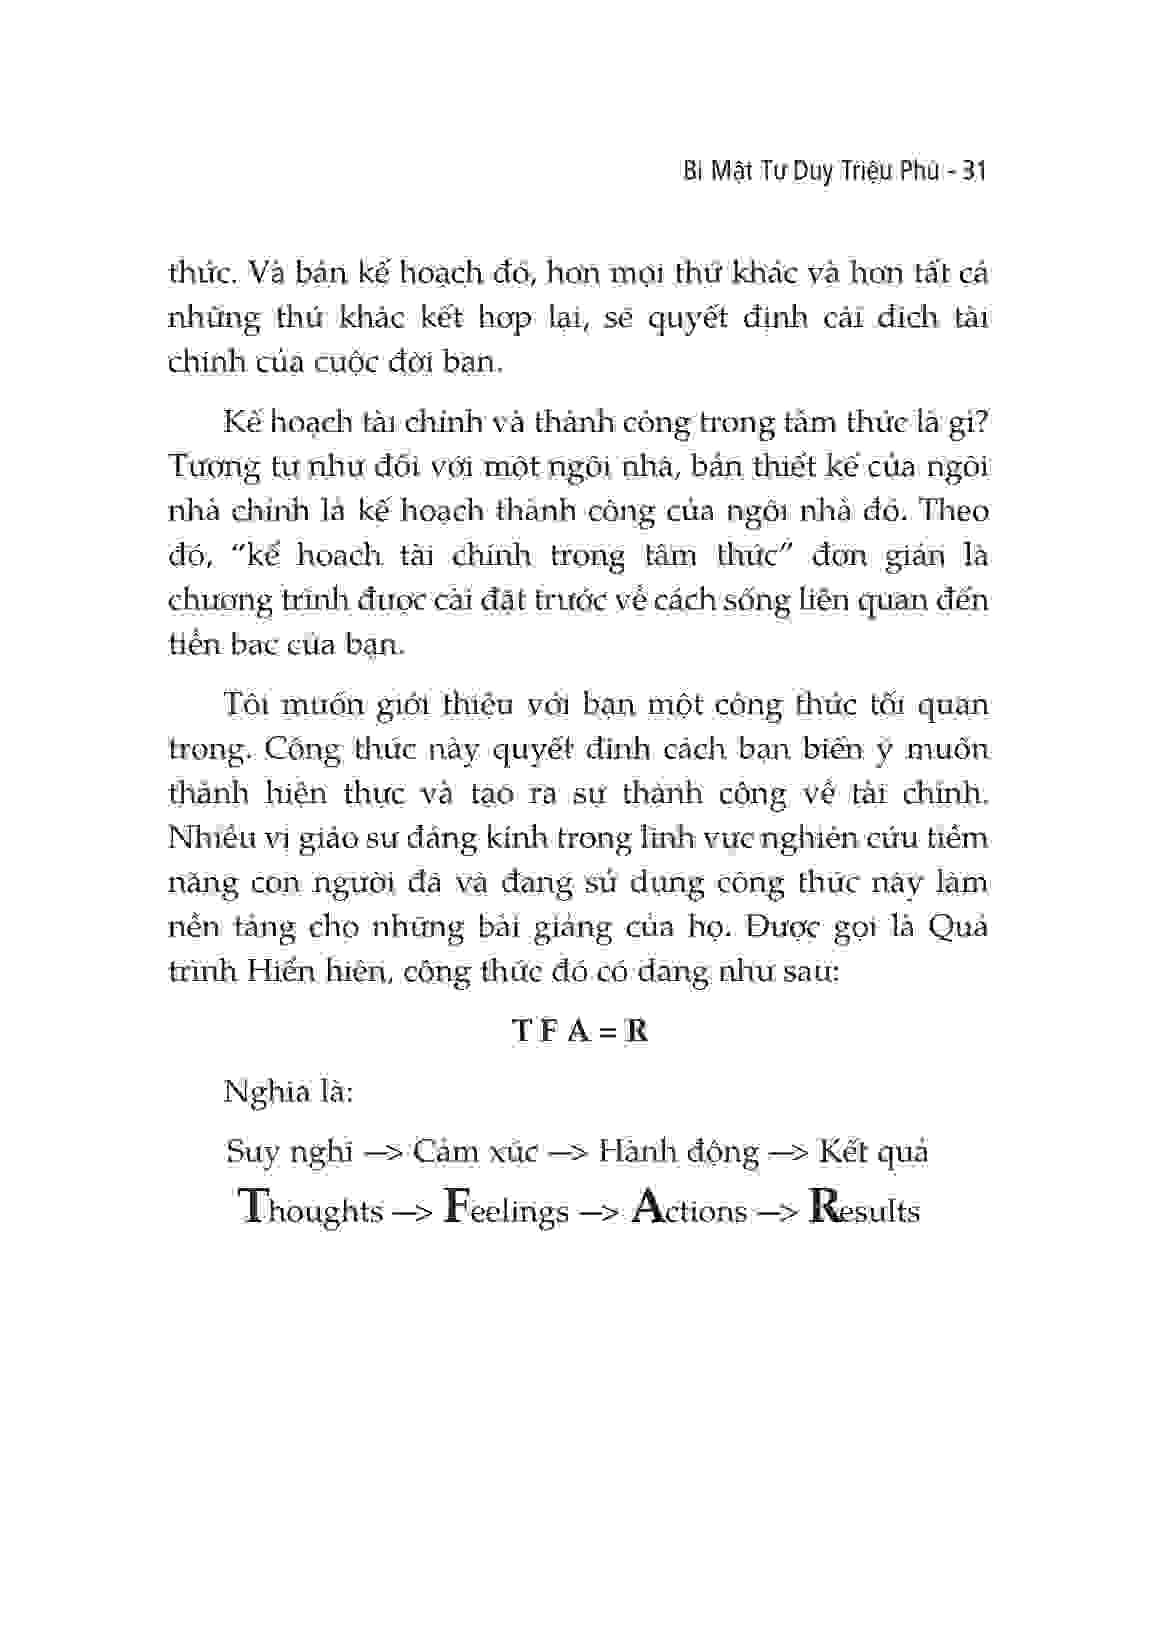 Bí Mật Tư Duy Triệu Phú - 31
thức. Và bản kế hoạch đó, hơn mọi thứ khác và hơn tất cả
những thứ khác kết hợp lại, sẽ quyết định cái đích tài
chính của cuộc đời bạn.
Kế hoạch tài chính và thành công trong tâm thức là gì?
Tương tự như đối với một ngôi nhà, bản thiết kế của ngôi
nhà chính là kế hoạch thành công của ngôi nhà đó. Theo
đó, “kế hoạch tài chính trong tâm thức” đơn giản là
chương trình được cài đặt trước về cách sống liên quan đến
tiền bạc của bạn.
Tôi muốn giới thiệu với bạn một công thức tối quan
trọng. Công thức này quyết định cách bạn biến ý muốn
thành hiện thực và tạo ra sự thành công về tài chính.
Nhiều vị giáo sư đáng kính trong lĩnh vực nghiên cứu tiềm
năng con người đã và đang sử dụng công thức này làm
nền tảng cho những bài giảng của họ. Được gọi là Quá
trình Hiển hiện, công thức đó có dạng như sau:
T F A = R
Nghĩa là:
Suy nghĩ —> Cảm xúc —> Hành động —> Kết quả
Thoughts —> Feelings —> Actions —> Results